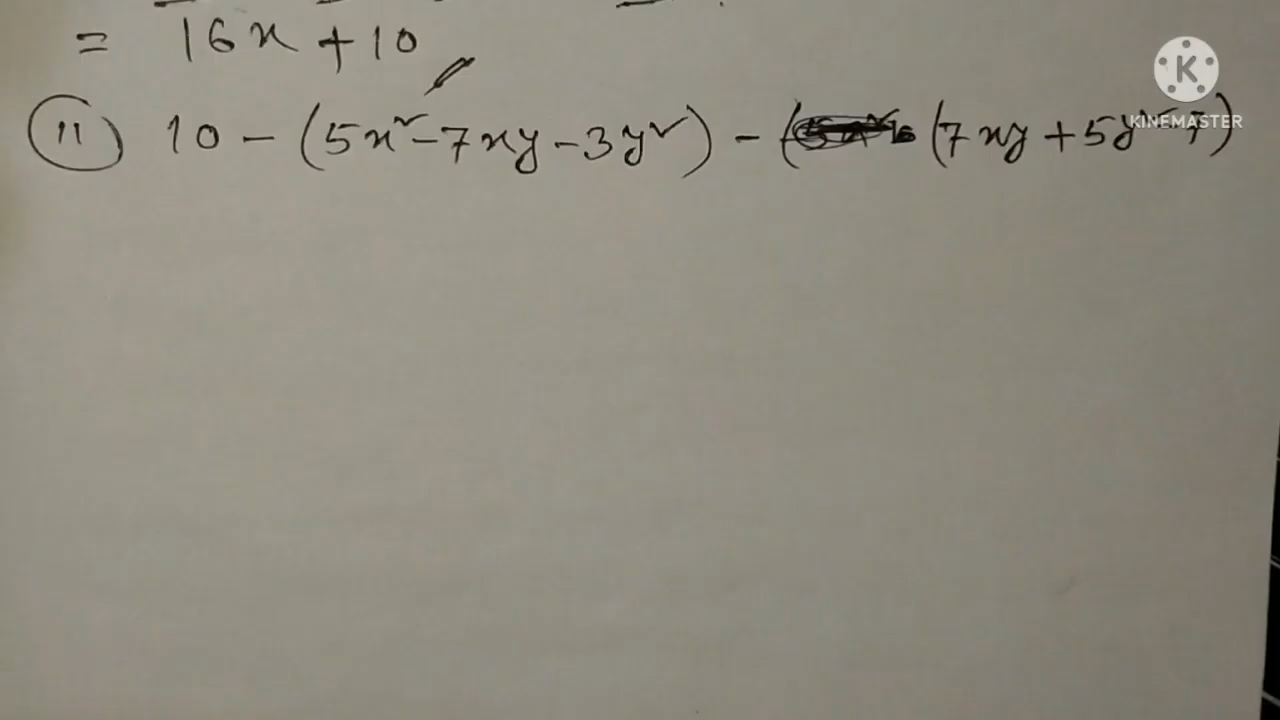 = 16x + 10
(11) 10 - (5x² - 7xy - 3y²) - (7xy + 5y² - 7)
K
KINEMASTER